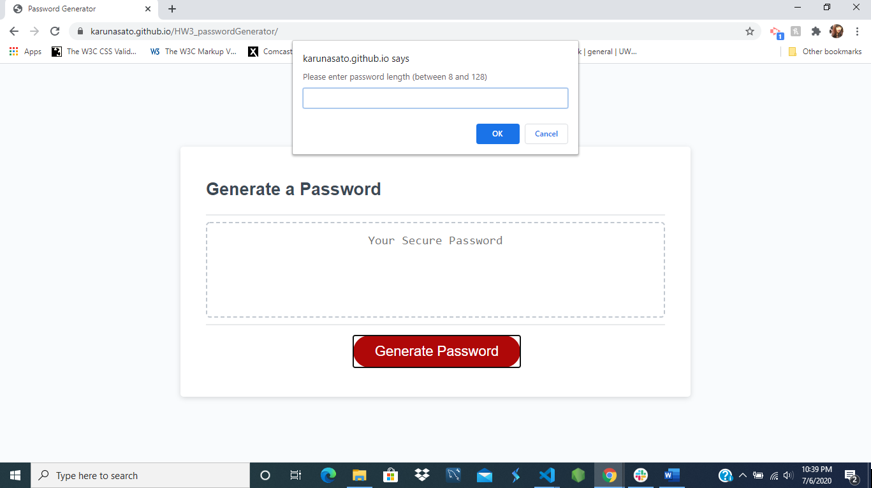 Password Generator
karunasato.github.io/HW3_passwordGenerator/
Apps
The W3C CSS Valid...
W3
The W3C Markup V...
X
Comcast
k | general | UW...
Other bookmarks
karunasato.github.io says
Please enter password length (between 8 and 128)
OK
Cancel
Generate a Password
Your Secure Password
Generate Password
Type here to search
10:39 PM
7/6/2020
2